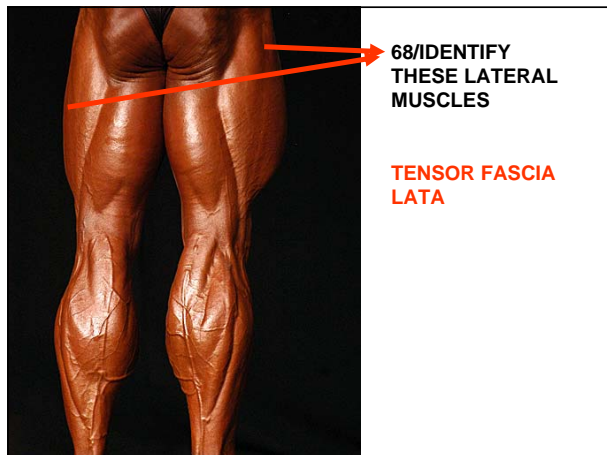 68/IDENTIFY
THESE LATERAL
MUSCLES
TENSOR FASCIA
LATA